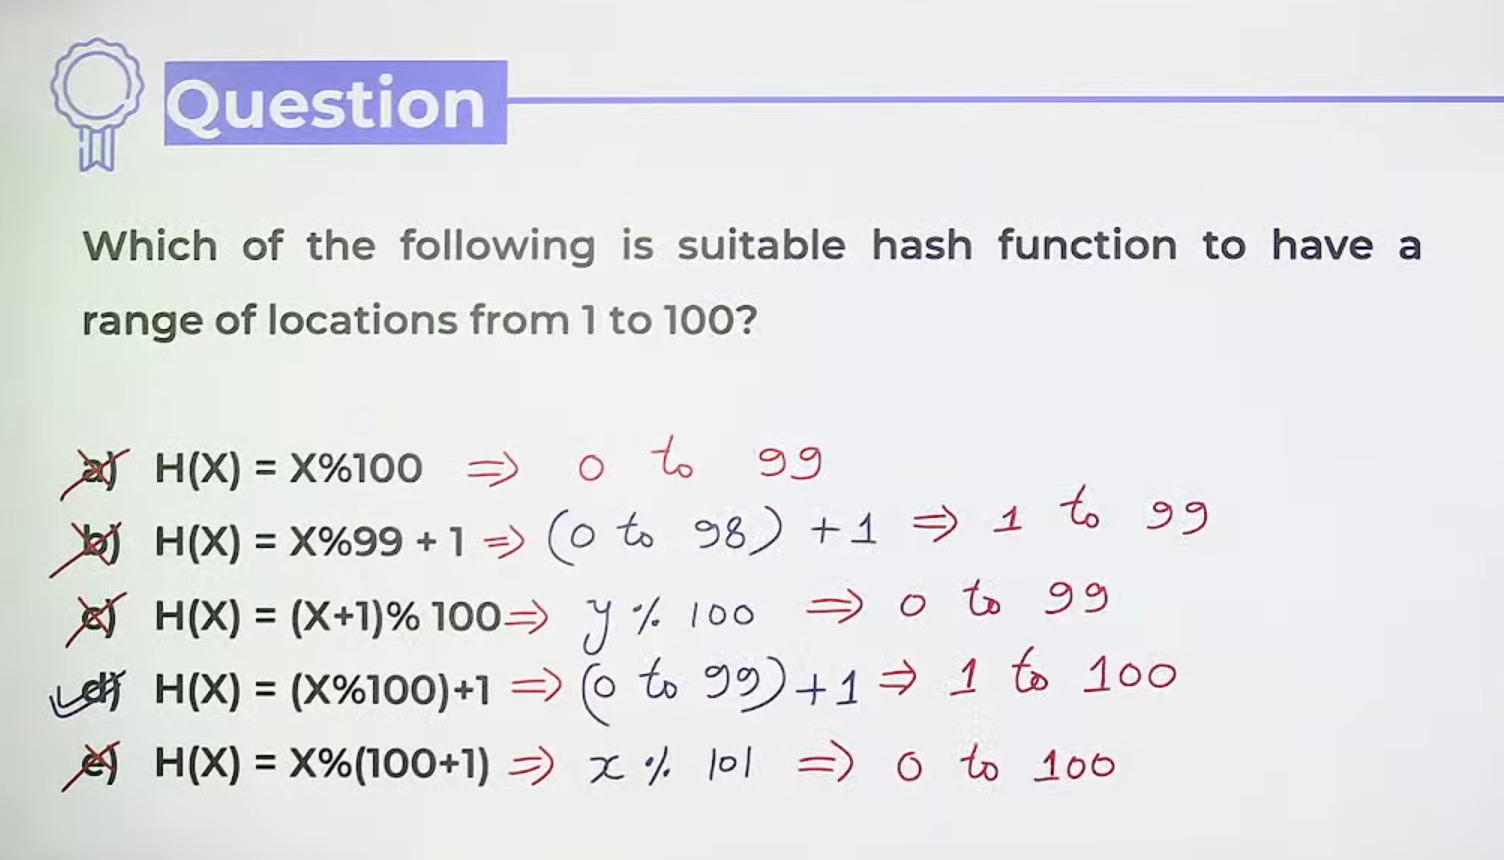 Question
Which of the following is suitable hash function to have a
range of locations from 1 to 100?
a) H(X) = X%100 ⇒ 0 to 99
b) H(X) = X%99 + 1 ⇒ (0 to 98) + 1 ⇒ 1 to 99
c) H(X) = (X+1)% 100 ⇒ y % 100 ⇒ 0 to 99
d) H(X) = (X%100)+1 ⇒ (0 to 99) + 1 ⇒ 1 to 100
e) H(X) = X%(100+1) ⇒ x % 101 ⇒ 0 to 100